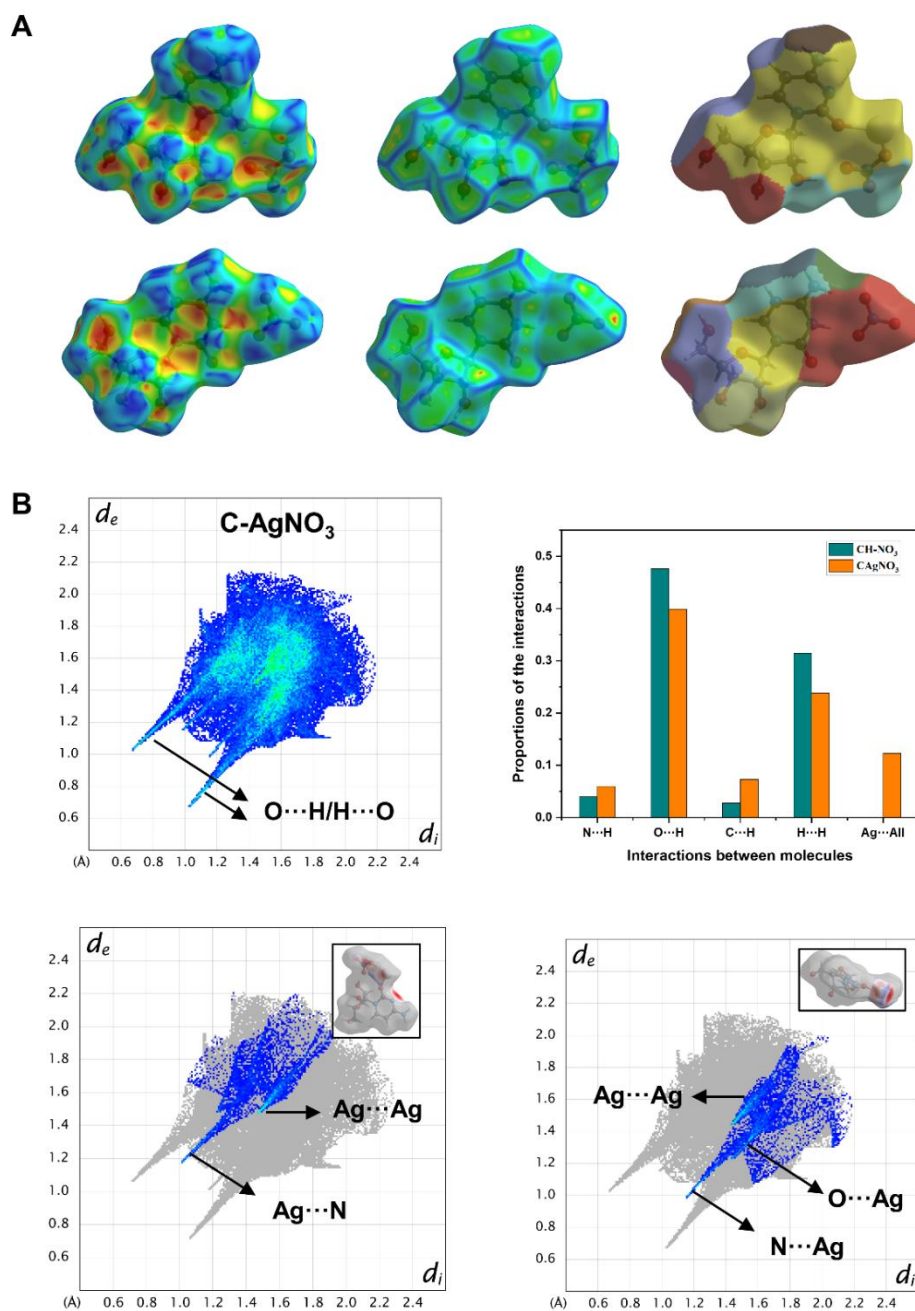 A
B
d_e
C-AgNO₃
2.4
2.2
2.0
1.8
1.6
1.4
1.2
1.0
0.8
0.6
O···H/H···O
d_i
(Å) 0.6 0.8 1.0 1.2 1.4 1.6 1.8 2.0 2.2 2.4
Proportions of the interactions
0.5
0.4
0.3
0.2
0.1
0.0
CH-NO₃
CAgNO₃
N···H O···H C···H H···H Ag···All
Interactions between molecules
d_e
2.4
2.2
2.0
1.8
1.6
1.4
1.2
1.0
0.8
0.6
Ag···Ag
Ag···N
d_i
(Å) 0.6 0.8 1.0 1.2 1.4 1.6 1.8 2.0 2.2 2.4
d_e
2.4
2.2
2.0
1.8
1.6
1.4
1.2
1.0
0.8
0.6
Ag···Ag
O···Ag
N···Ag
d_i
(Å) 0.6 0.8 1.0 1.2 1.4 1.6 1.8 2.0 2.2 2.4